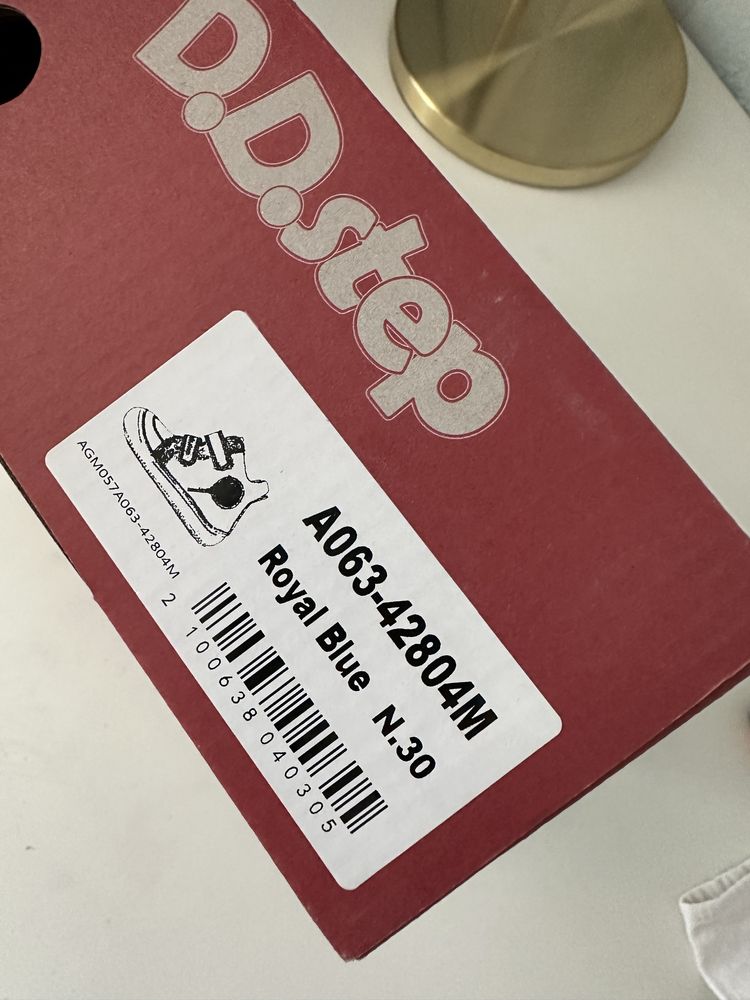 D.D.step
AGM057A063-42804M
A063-42804M
Royal Blue N.30
2 100638 040305